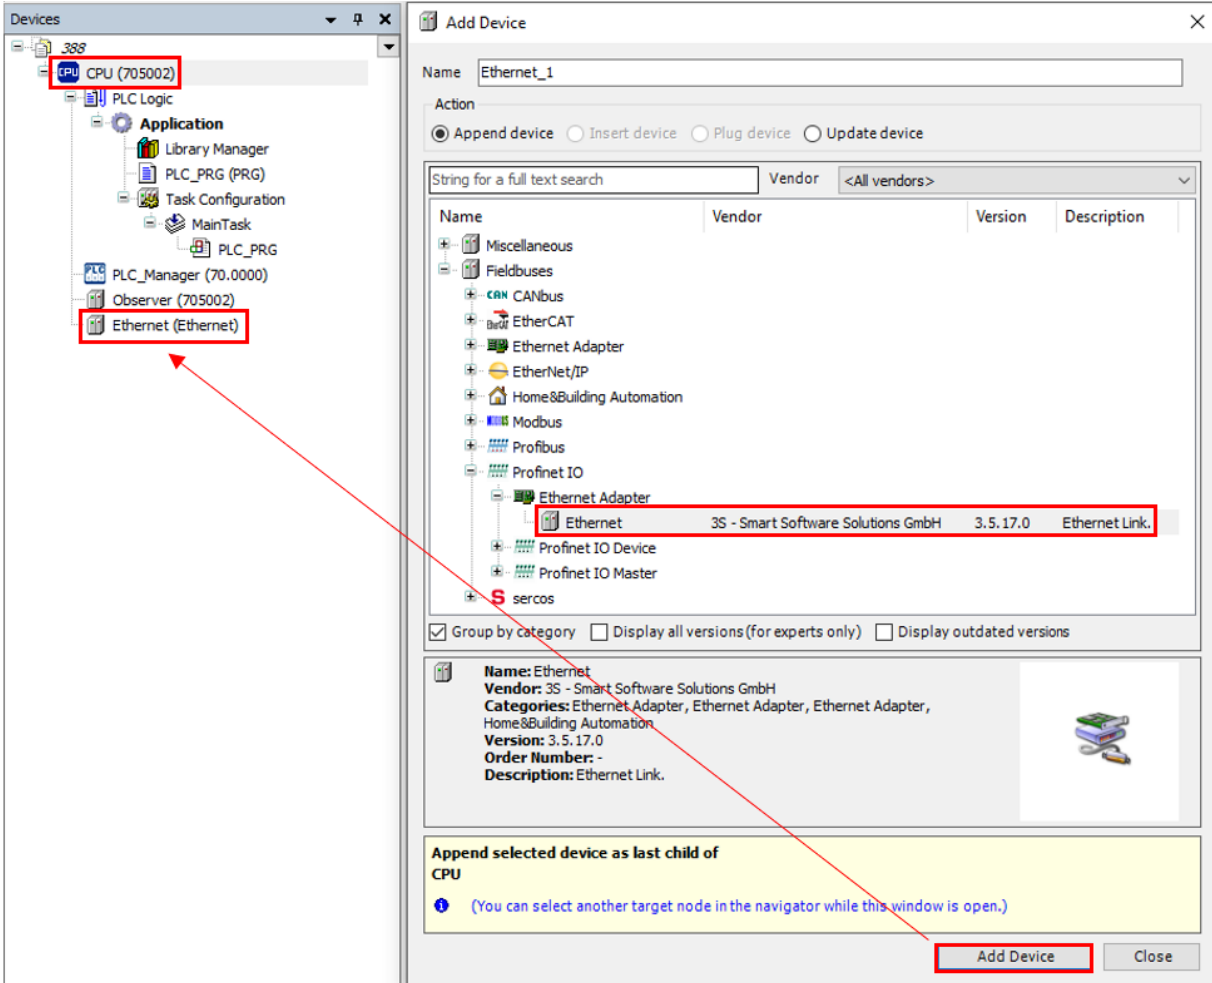 Devices
388
CPU CPU (705002)
PLC Logic
Application
Library Manager
PLC_PRG (PRG)
Task Configuration
MainTask
PLC_PRG
PLC PLC_Manager (70.0000)
Observer (705002)
Ethernet (Ethernet)
Add Device
Name Ethernet_1
Action
Append device Insert device Plug device Update device
String for a full text search Vendor <All vendors>
Name Vendor Version Description
Miscellaneous
Fieldbuses
CAN CANbus
EtherCAT
Ethernet Adapter
EtherNet/IP
Home&Building Automation
Modbus
Profibus
Profinet IO
Ethernet Adapter
Ethernet 3S - Smart Software Solutions GmbH 3.5.17.0 Ethernet Link.
Profinet IO Device
Profinet IO Master
S sercos
Group by category Display all versions (for experts only) Display outdated versions
Name: Ethernet
Vendor: 3S - Smart Software Solutions GmbH
Categories: Ethernet Adapter, Ethernet Adapter, Ethernet Adapter,
Home&Building Automation
Version: 3.5.17.0
Order Number: -
Description: Ethernet Link.
Append selected device as last child of
CPU
(You can select another target node in the navigator while this window is open.)
Add Device Close